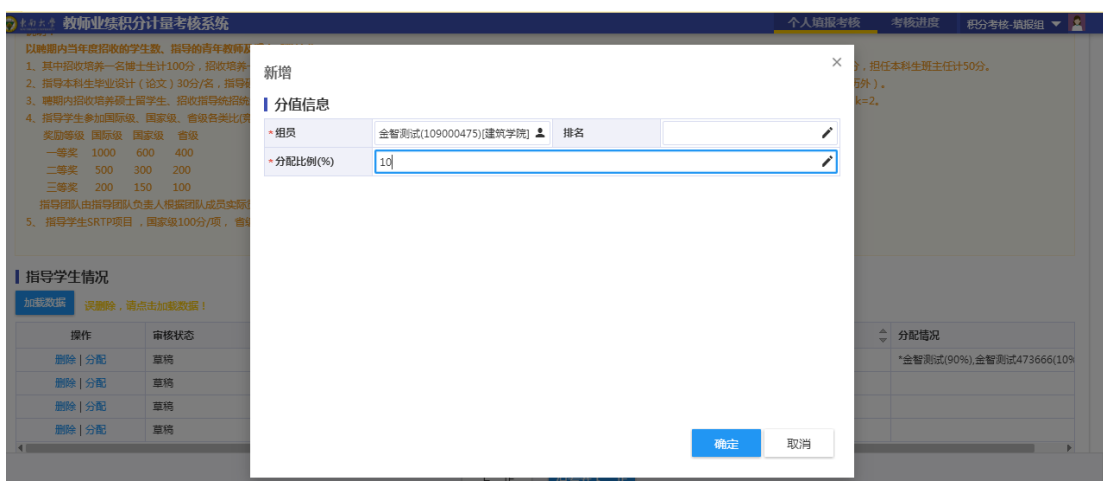 东南大学 教师业绩积分计量考核系统 个人填报考核 考核进度 积分考核-填报组
以聘期内当年度招收的学生数、指导的青年教师及
1、其中招收培养一名博士生计100分，招收培养 ，担任本科生班主任计50分。
2、指导本科生毕业设计（论文）30分/名，指导 外）。
3、聘期内招收培养硕士留学生、招收指导统招统 k=2。
4、指导学生参加国际级、国家级、省级各类比(竞
奖励等级 国际级 国家级 省级
一等奖 1000 600 400
二等奖 500 300 200
三等奖 200 150 100
指导团队由指导团队负责人根据团队成员实际
5、 指导学生SRTP项目 ，国家级100分/项， 省
新增
分值信息
*组员 金智测试(109000475)[建筑学院] 排名
*分配比例(%) 10
指导学生情况
加载数据 误删除，请点击加载数据！
操作 审核状态 分配情况
删除 | 分配 草稿 *金智测试(90%),金智测试473666(10%
删除 | 分配 草稿
删除 | 分配 草稿
删除 | 分配 草稿
确定 取消